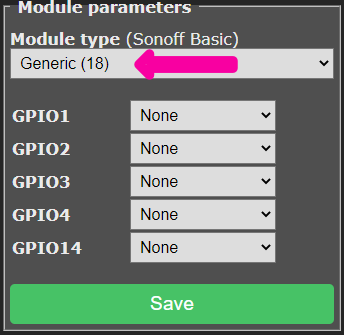 Module parameters
Module type (Sonoff Basic)
Generic (18)
GPIO1 None
GPIO2 None
GPIO3 None
GPIO4 None
GPIO14 None
Save